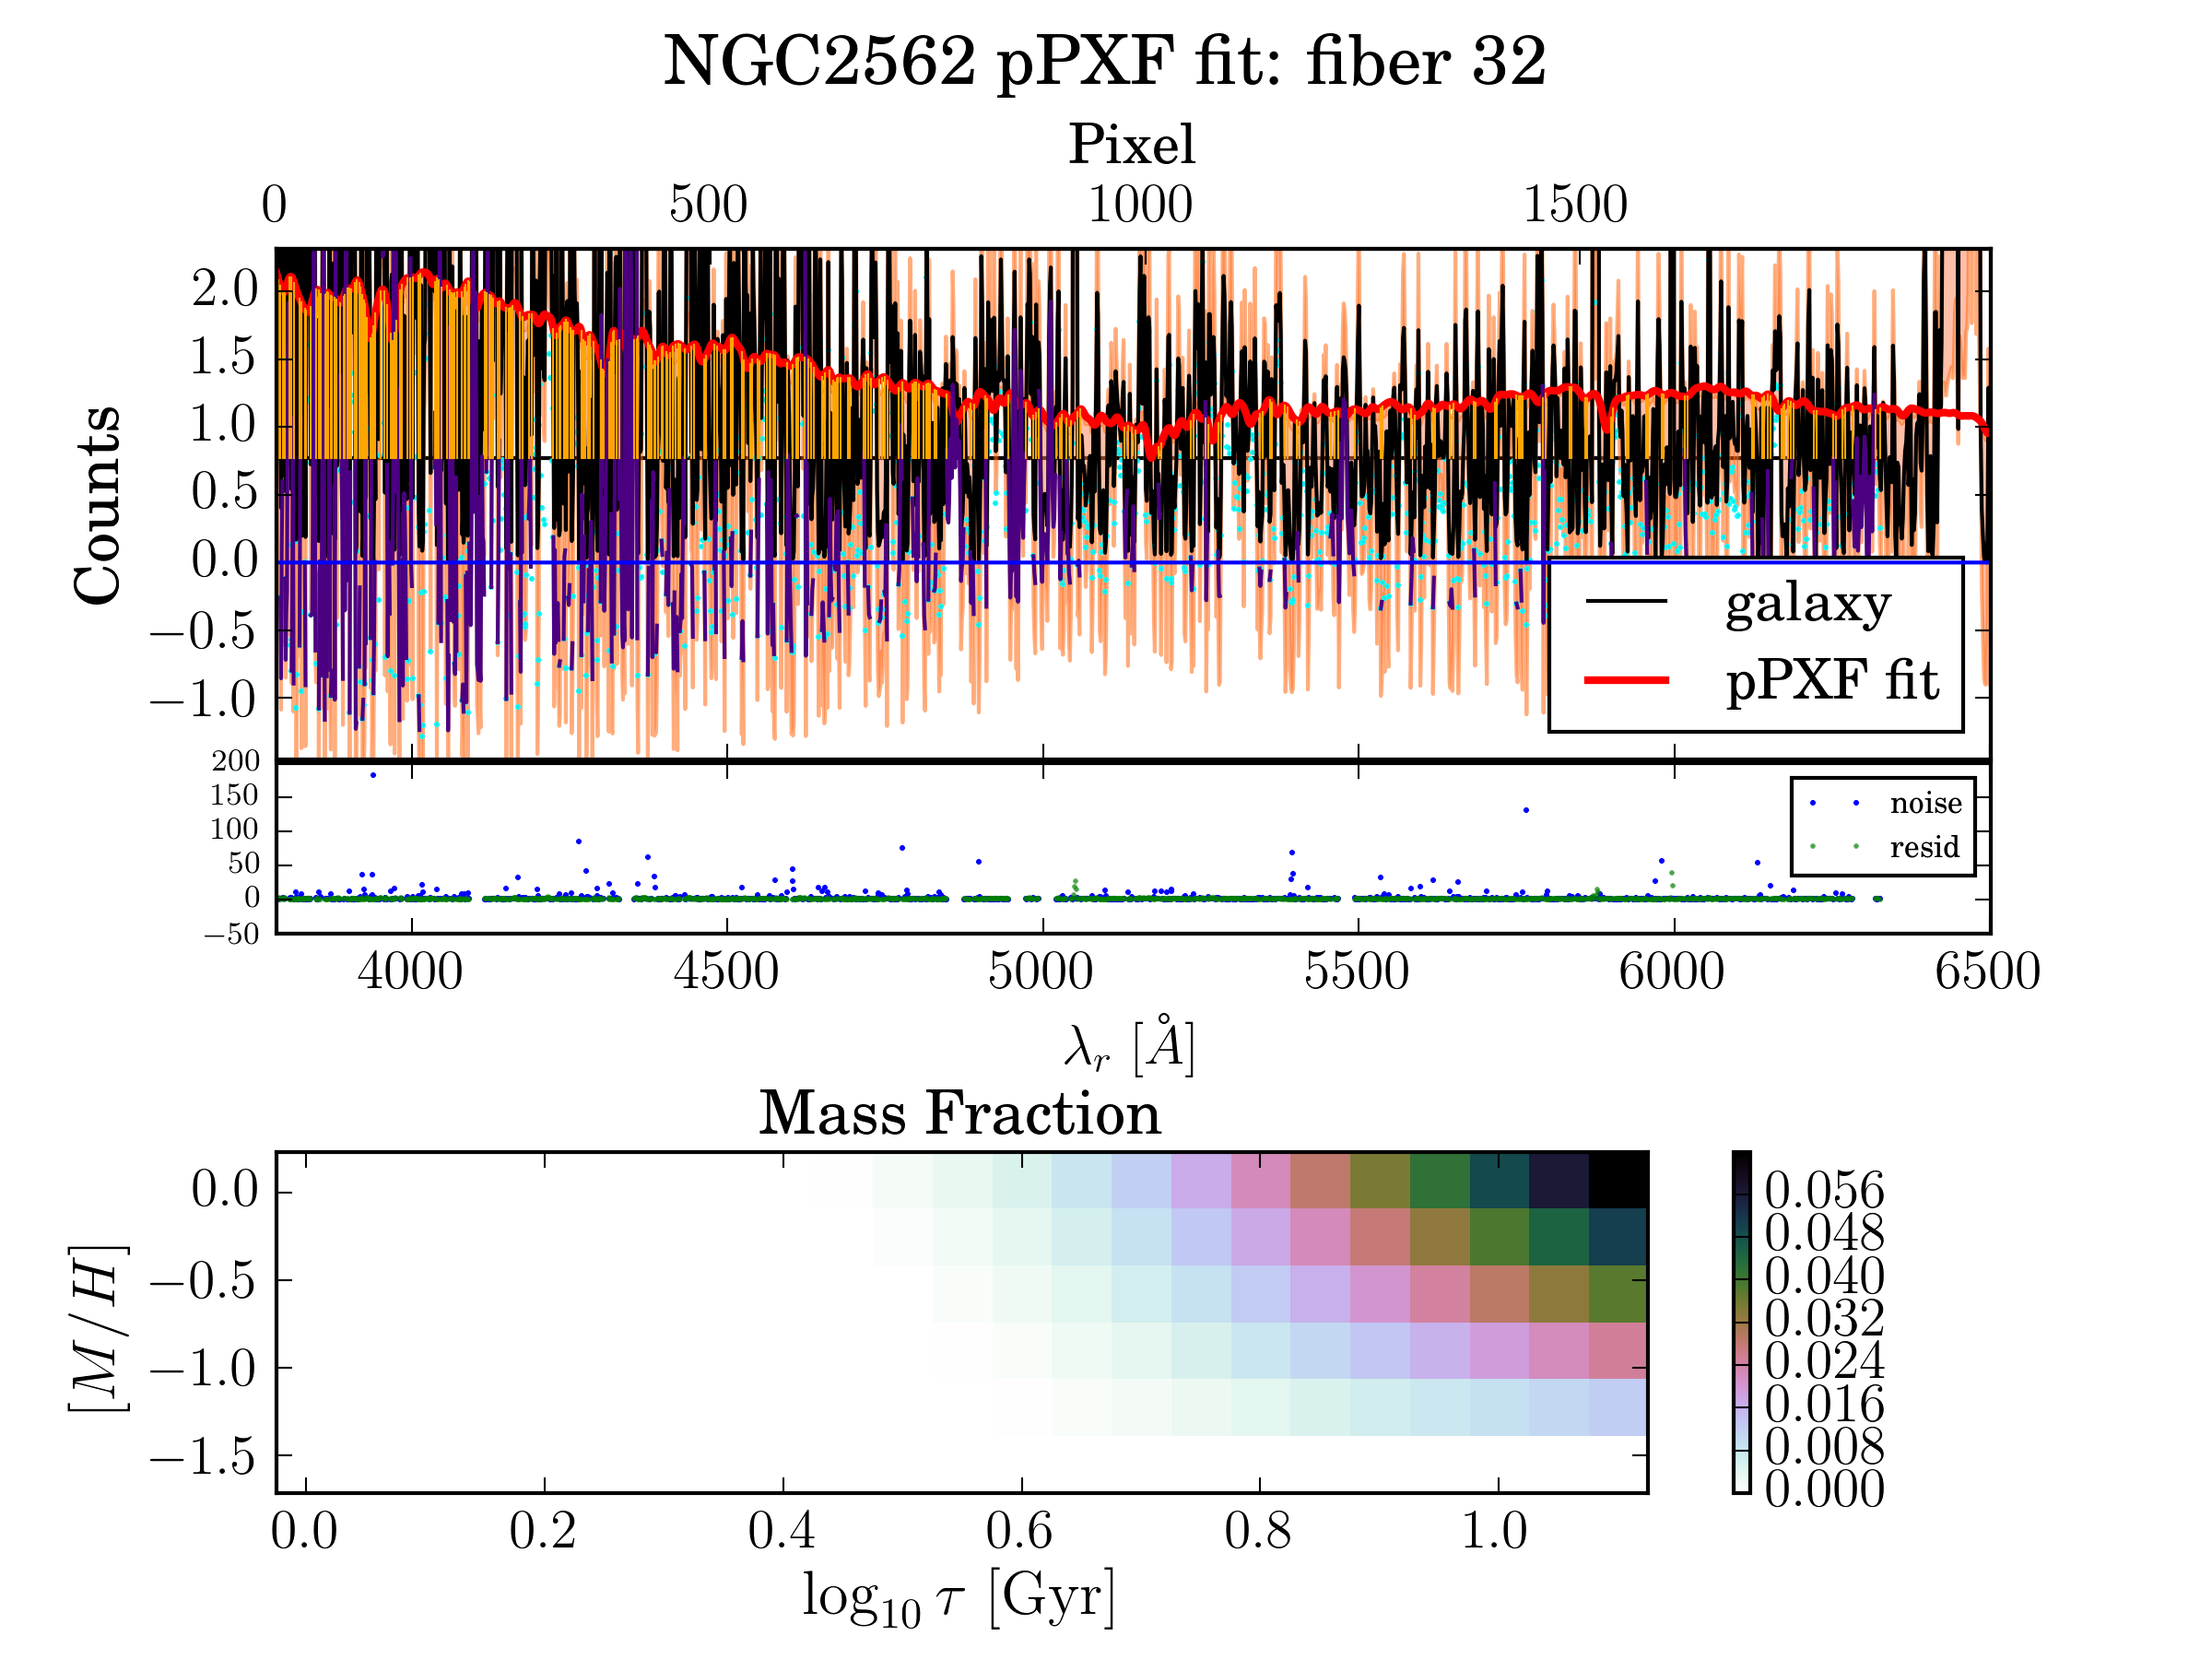 NGC2562 pPXF fit: fiber 32
Pixel
0 500 1000 1500
2.0
1.5
1.0
0.5
0.0
−0.5
−1.0
Counts
galaxy
pPXF fit
200
150
100
50
0
−50
noise
resid
4000 4500 5000 5500 6000 6500
λr [Å]
Mass Fraction
0.0
−0.5
−1.0
−1.5
[M/H]
0.056
0.048
0.040
0.032
0.024
0.016
0.008
0.000
0.0 0.2 0.4 0.6 0.8 1.0
log10 τ [Gyr]